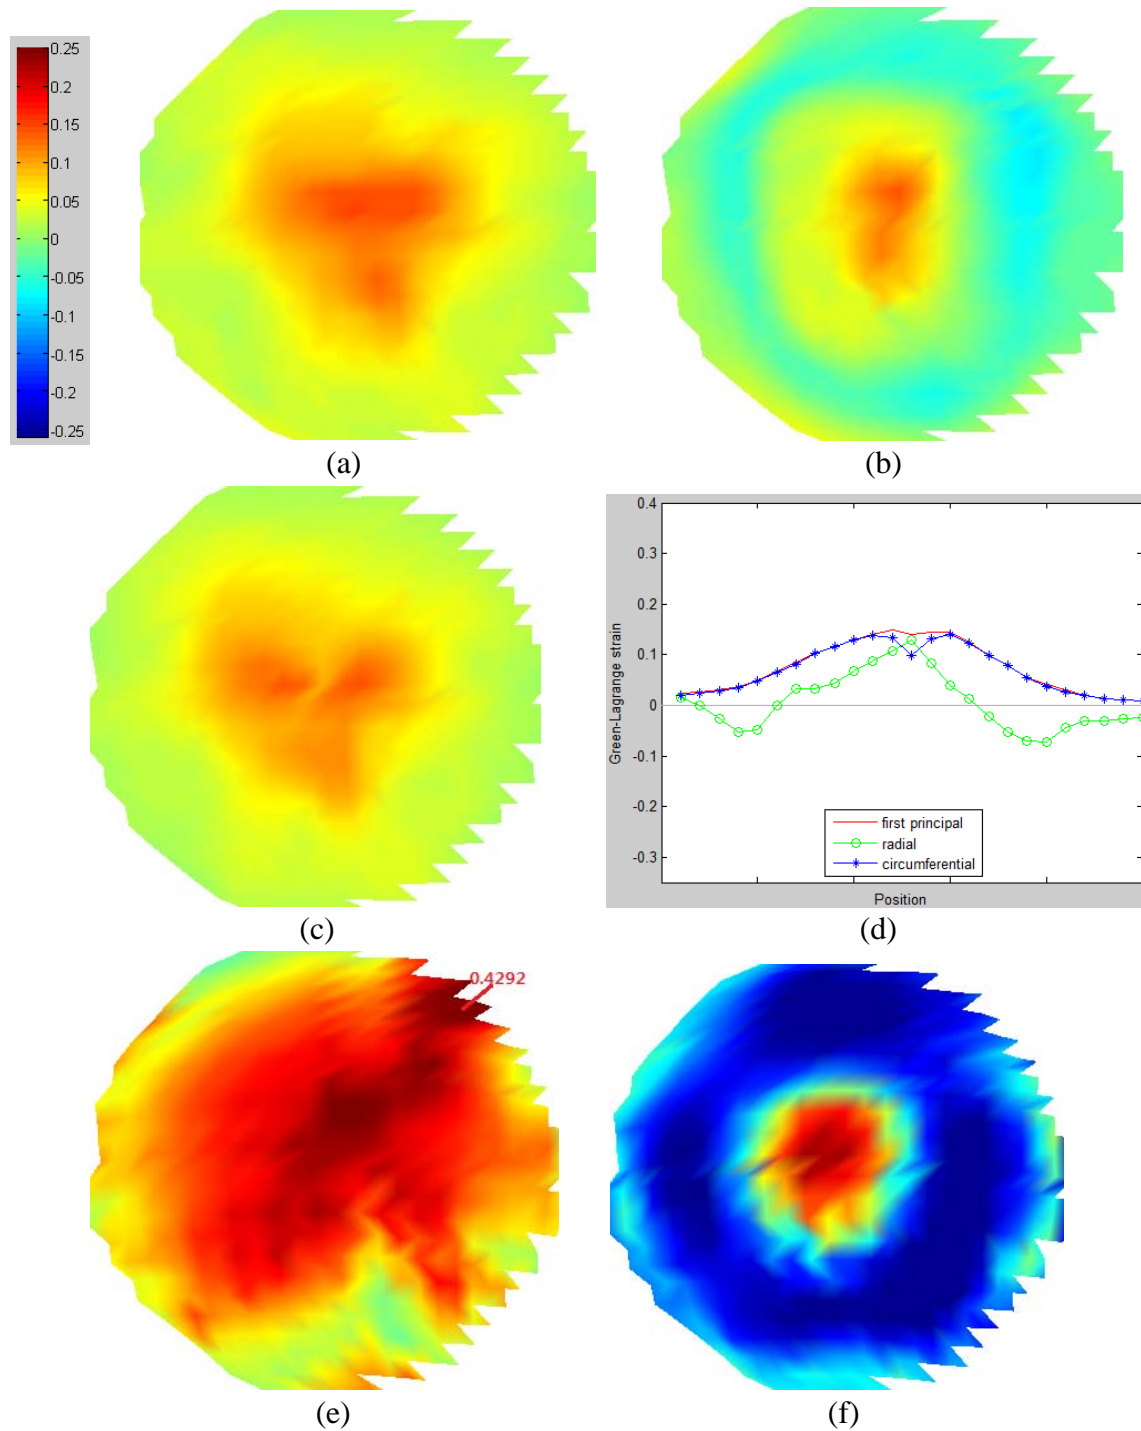 0.25
0.2
0.15
0.1
0.05
0
-0.05
-0.1
-0.15
-0.2
-0.25
(a)
(b)
(c)
0.4
0.3
0.2
0.1
0
-0.1
-0.2
-0.3
Green-Lagrange strain
first principal
radial
circumferential
Position
(d)
0.4292
(e)
(f)